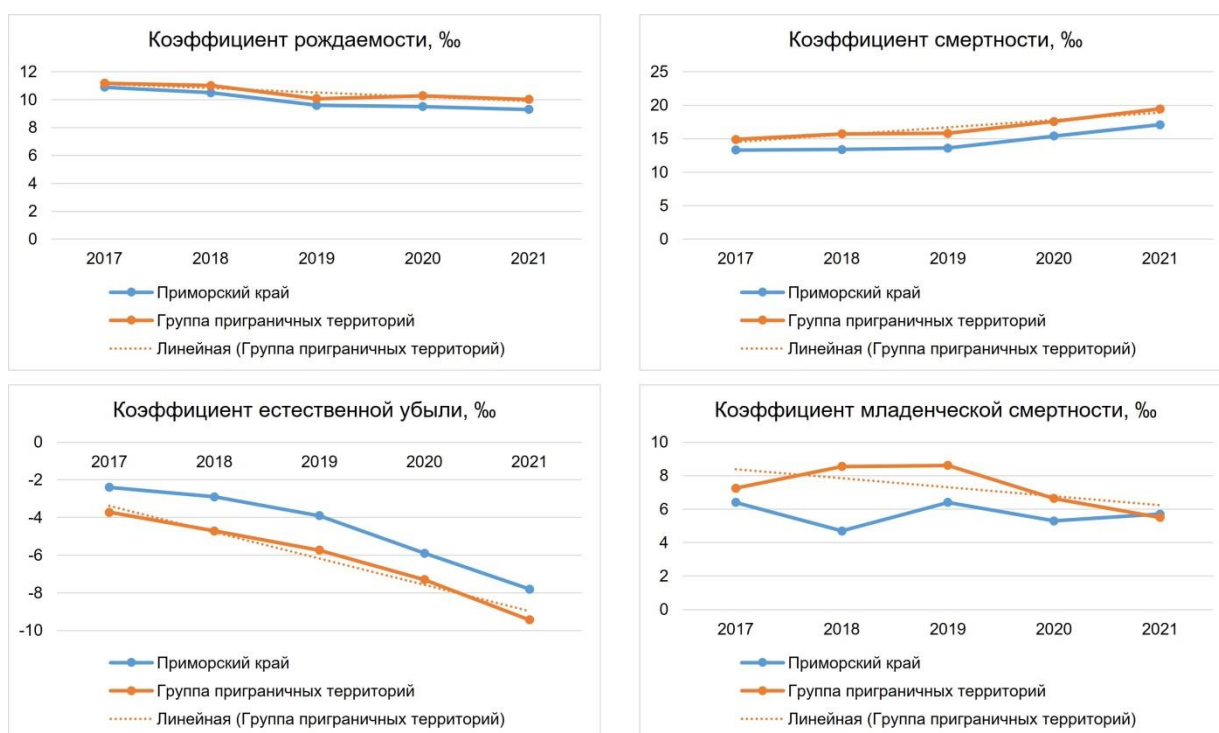 Коэффициент рождаемости, ‰
12
10
8
6
4
2
0
2017 2018 2019 2020 2021
Приморский край
Группа приграничных территорий
Линейная (Группа приграничных территорий)
Коэффициент смертности, ‰
25
20
15
10
5
0
2017 2018 2019 2020 2021
Приморский край
Группа приграничных территорий
Линейная (Группа приграничных территорий)
Коэффициент естественной убыли, ‰
0
2017 2018 2019 2020 2021
-2
-4
-6
-8
-10
Приморский край
Группа приграничных территорий
Линейная (Группа приграничных территорий)
Коэффициент младенческой смертности, ‰
10
8
6
4
2
0
2017 2018 2019 2020 2021
Приморский край
Группа приграничных территорий
Линейная (Группа приграничных территорий)